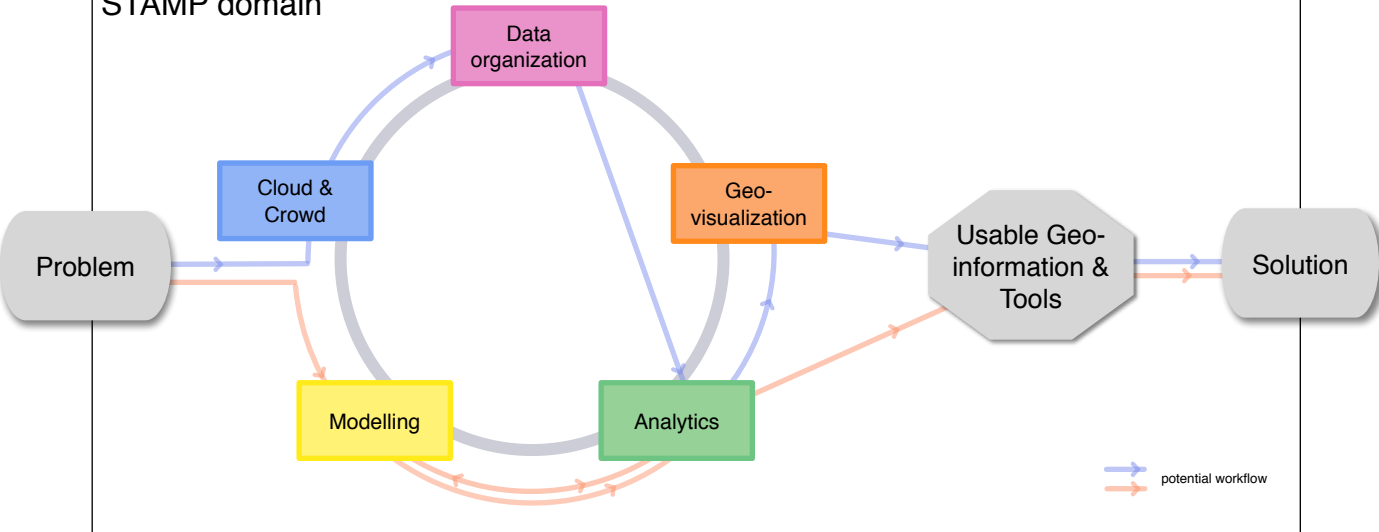 STAMP domain
Data
organization
Cloud &
Crowd
Geo-
visualization
Problem
Usable Geo-
information &
Tools
Solution
Modelling
Analytics
potential workflow